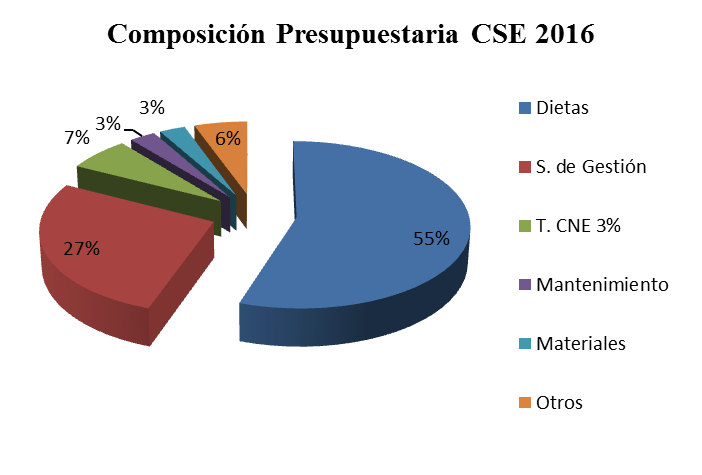 Composición Presupuestaria CSE 2016
3%
3%
7%
6%
27%
55%
Dietas
S. de Gestión
T. CNE 3%
Mantenimiento
Materiales
Otros